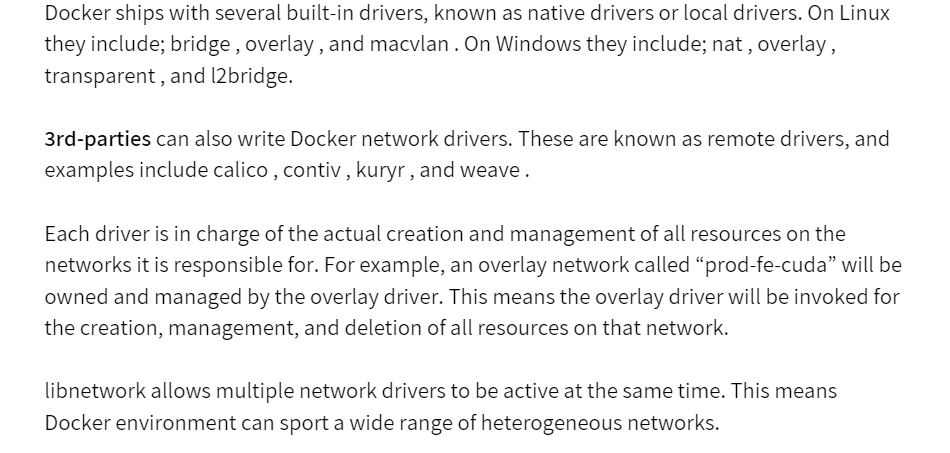 Docker ships with several built-in drivers, known as native drivers or local drivers. On Linux
they include; bridge , overlay , and macvlan . On Windows they include; nat , overlay ,
transparent , and l2bridge.
3rd-parties can also write Docker network drivers. These are known as remote drivers, and
examples include calico , contiv , kuryr , and weave .
Each driver is in charge of the actual creation and management of all resources on the
networks it is responsible for. For example, an overlay network called “prod-fe-cuda” will be
owned and managed by the overlay driver. This means the overlay driver will be invoked for
the creation, management, and deletion of all resources on that network.
libnetwork allows multiple network drivers to be active at the same time. This means
Docker environment can sport a wide range of heterogeneous networks.